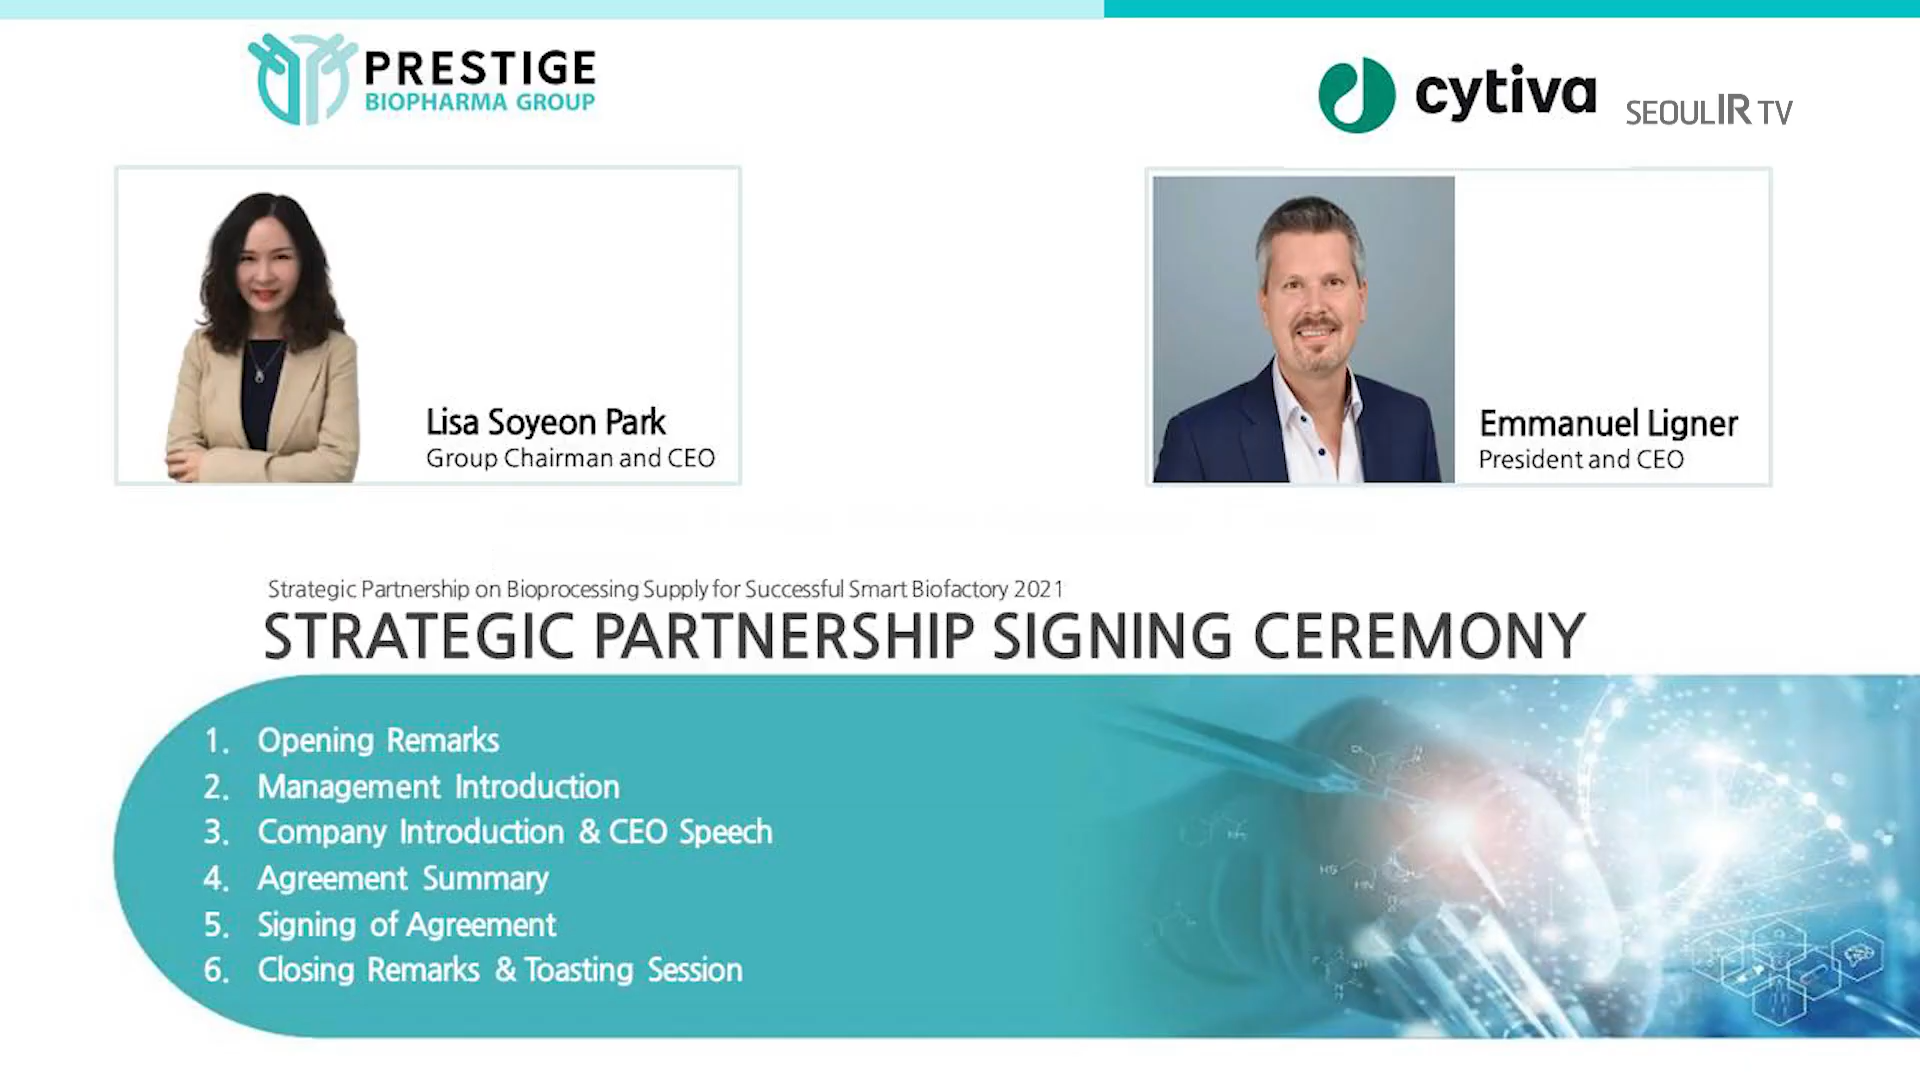 PRESTIGE
BIOPHARMA GROUP
cytiva
SEOULIR TV
Lisa Soyeon Park
Group Chairman and CEO
Emmanuel Ligner
President and CEO
Strategic Partnership on Bioprocessing Supply for Successful Smart Biofactory 2021
STRATEGIC PARTNERSHIP SIGNING CEREMONY
1. Opening Remarks
2. Management Introduction
3. Company Introduction & CEO Speech
4. Agreement Summary
5. Signing of Agreement
6. Closing Remarks & Toasting Session